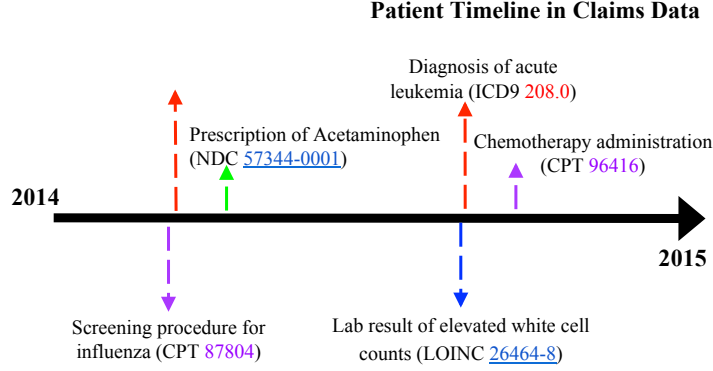 Patient Timeline in Claims Data
Diagnosis of acute
leukemia (ICD9 208.0)
Prescription of Acetaminophen
(NDC 57344-0001)
Chemotherapy administration
(CPT 96416)
2014
2015
Screening procedure for
influenza (CPT 87804)
Lab result of elevated white cell
counts (LOINC 26464-8)